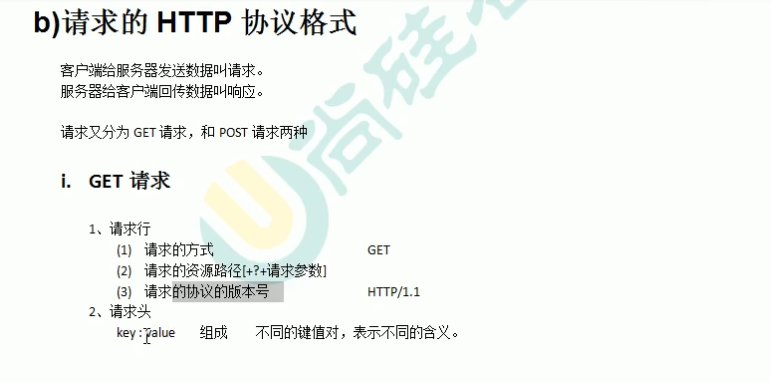 b)请求的 HTTP 协议格式
客户端给服务器发送数据叫请求。
服务器给客户端回传数据叫响应。
请求又分为 GET 请求，和 POST 请求两种
i. GET 请求
1、请求行
(1) 请求的方式 GET
(2) 请求的资源路径[+?+请求参数]
(3) 请求的协议的版本号 HTTP/1.1
2、请求头
key : value 组成 不同的键值对，表示不同的含义。
尚硅